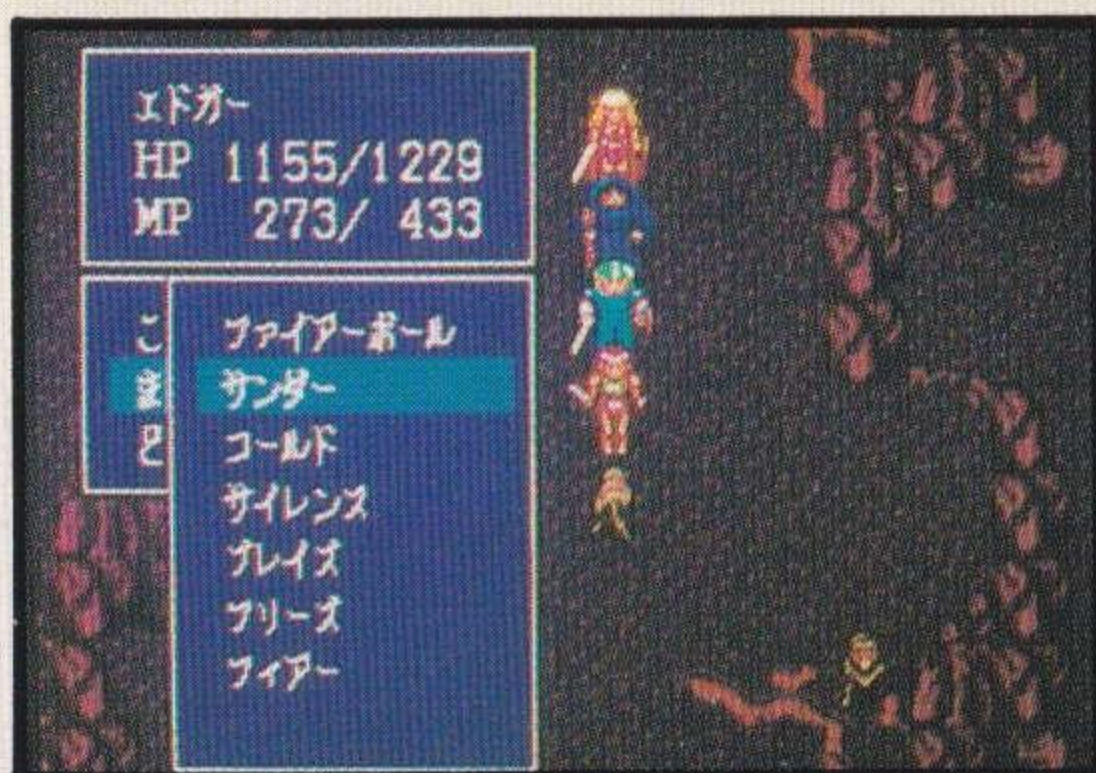 エドガー
HP 1155/1229
MP 273/ 433
こ
ま
ど
ファイアーボール
サンダー
コールド
サイレンス
ブレイズ
フリーズ
フィアー